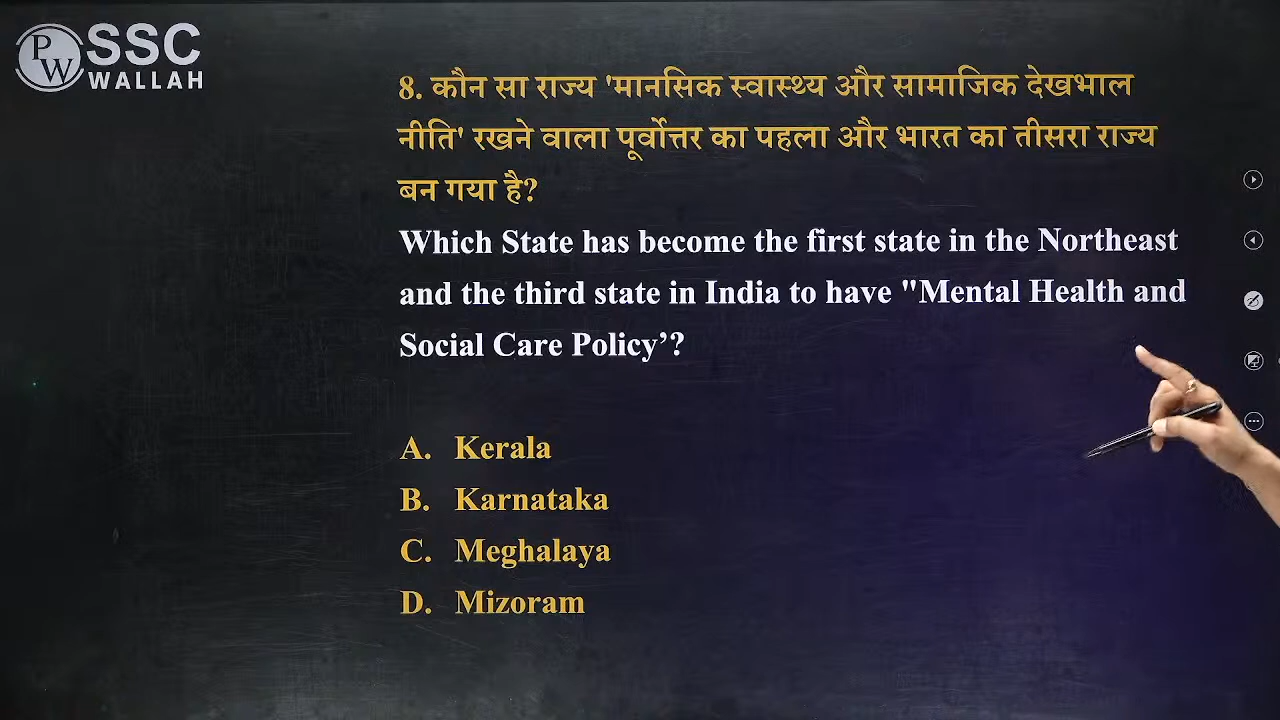 PW SSC
WALLAH
8. कौन सा राज्य 'मानसिक स्वास्थ्य और सामाजिक देखभाल
नीति' रखने वाला पूर्वोत्तर का पहला और भारत का तीसरा राज्य
बन गया है?
Which State has become the first state in the Northeast
and the third state in India to have "Mental Health and
Social Care Policy’?
A. Kerala
B. Karnataka
C. Meghalaya
D. Mizoram